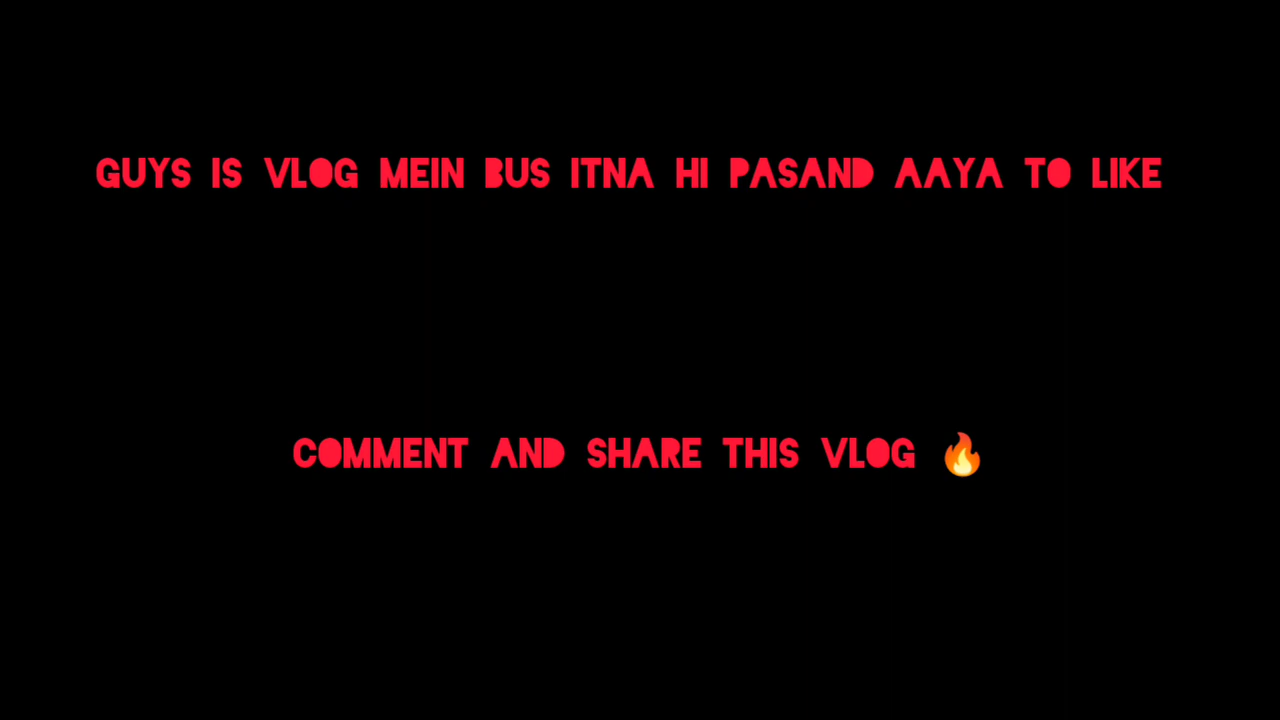 GUYS IS VLOG MEIN BUS ITNA HI PASAND AAYA TO LIKE
COMMENT AND SHARE THIS VLOG 🔥